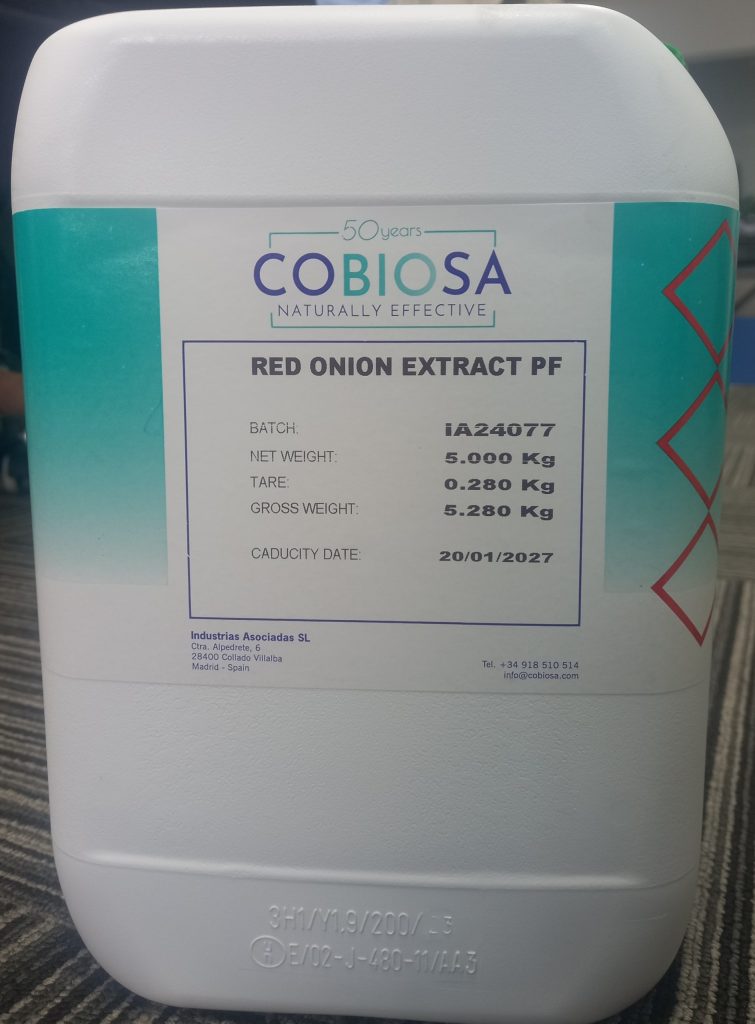 50 years
COBIOSA
NATURALLY EFFECTIVE
RED ONION EXTRACT PF
BATCH: iA24077
NET WEIGHT: 5.000 Kg
TARE: 0.280 Kg
GROSS WEIGHT: 5.280 Kg
CADUCITY DATE: 20/01/2027
Industrias Asociadas SL
Ctra. Alpedrete, 6
28400 Collado Villalba
Madrid - Spain
Tel. +34 918 510 514
info@cobiosa.com
3H1/Y1.9/200/
H E/02-J-480-11/AA3